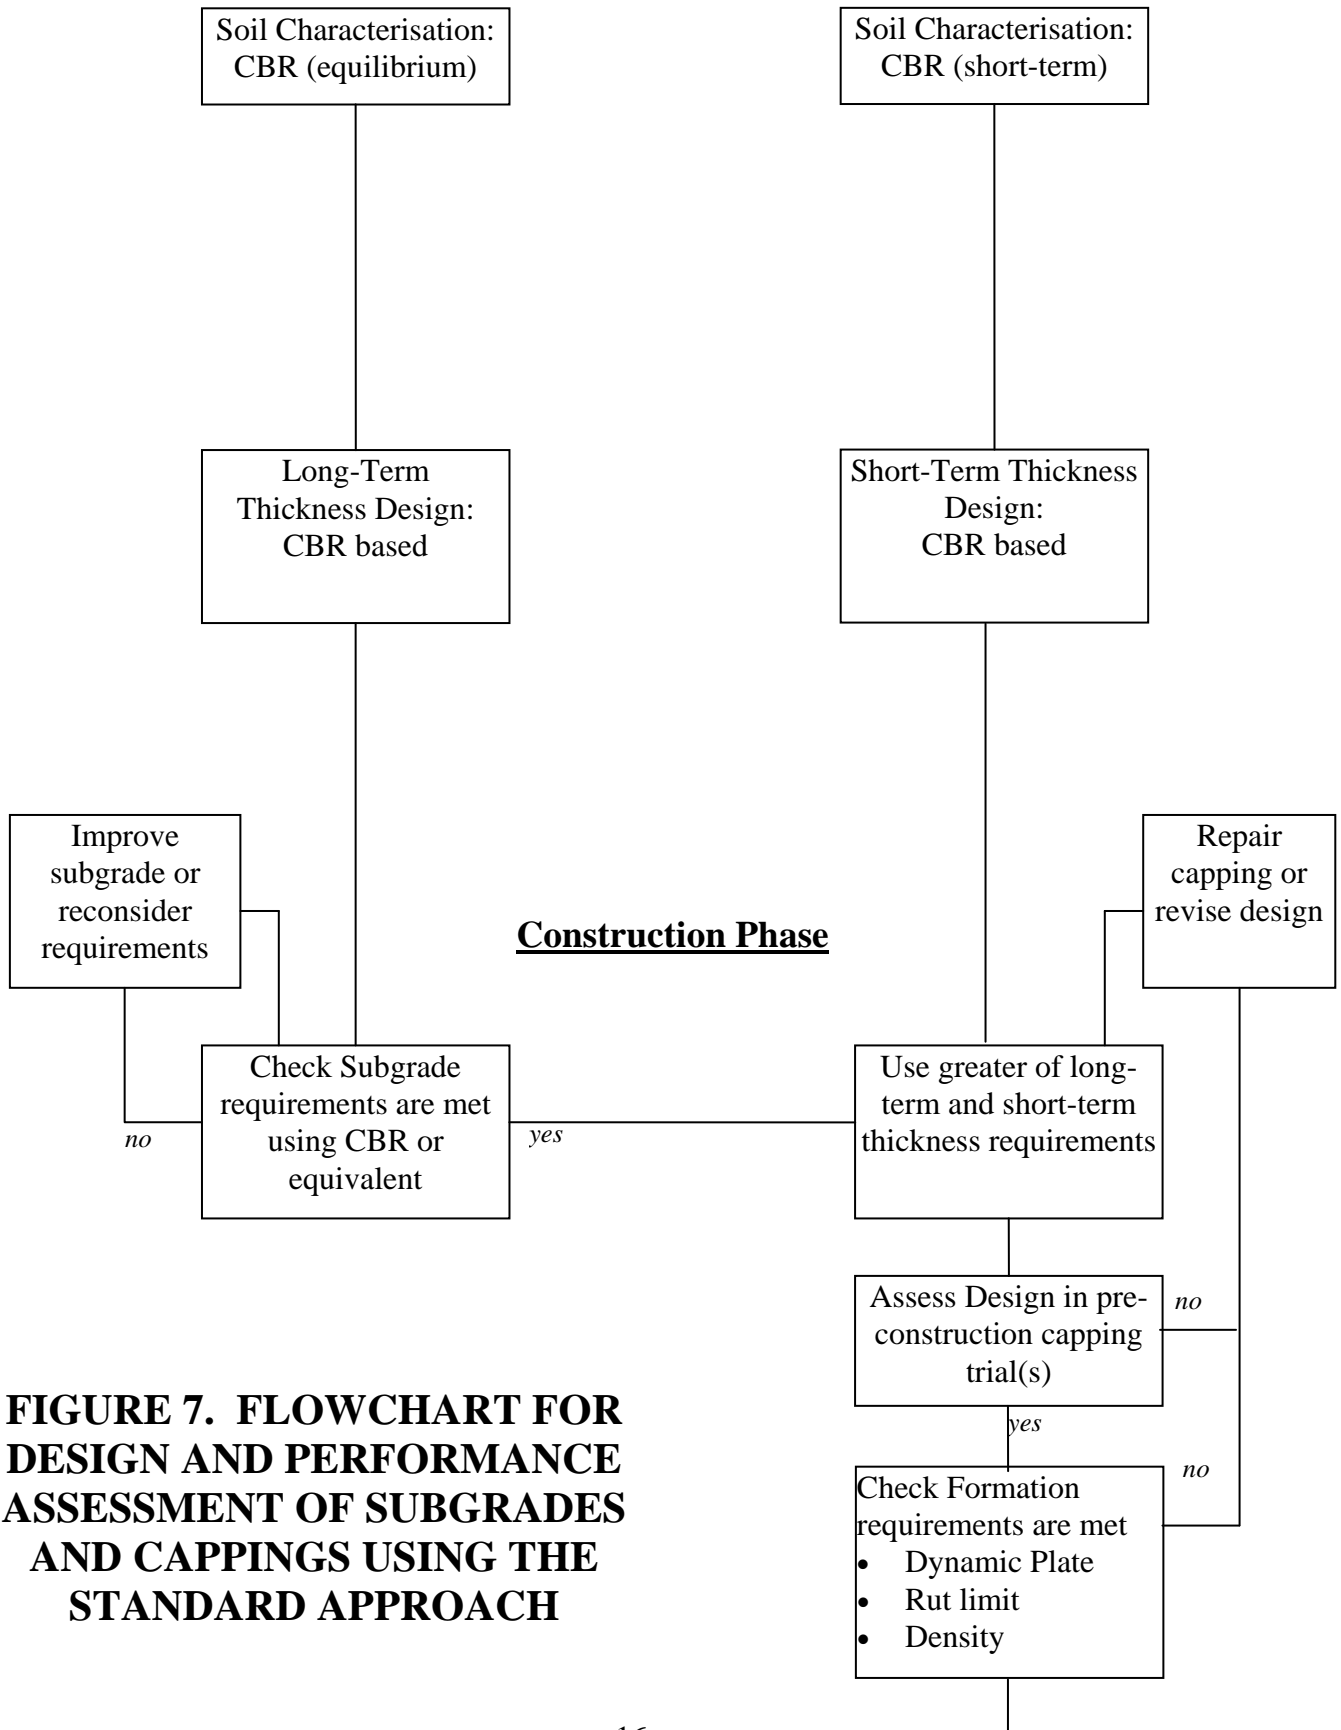 Soil Characterisation:
CBR (equilibrium)
Soil Characterisation:
CBR (short-term)
Long-Term
Thickness Design:
CBR based
Short-Term Thickness
Design:
CBR based
Improve
subgrade or
reconsider
requirements
Repair
capping or
revise design
Construction Phase
Check Subgrade
requirements are met
using CBR or
equivalent
no
yes
Use greater of long-
term and short-term
thickness requirements
Assess Design in pre-
construction capping
trial(s)
no
yes
Check Formation
requirements are met
• Dynamic Plate
• Rut limit
• Density
no
FIGURE 7. FLOWCHART FOR
DESIGN AND PERFORMANCE
ASSESSMENT OF SUBGRADES
AND CAPPINGS USING THE
STANDARD APPROACH